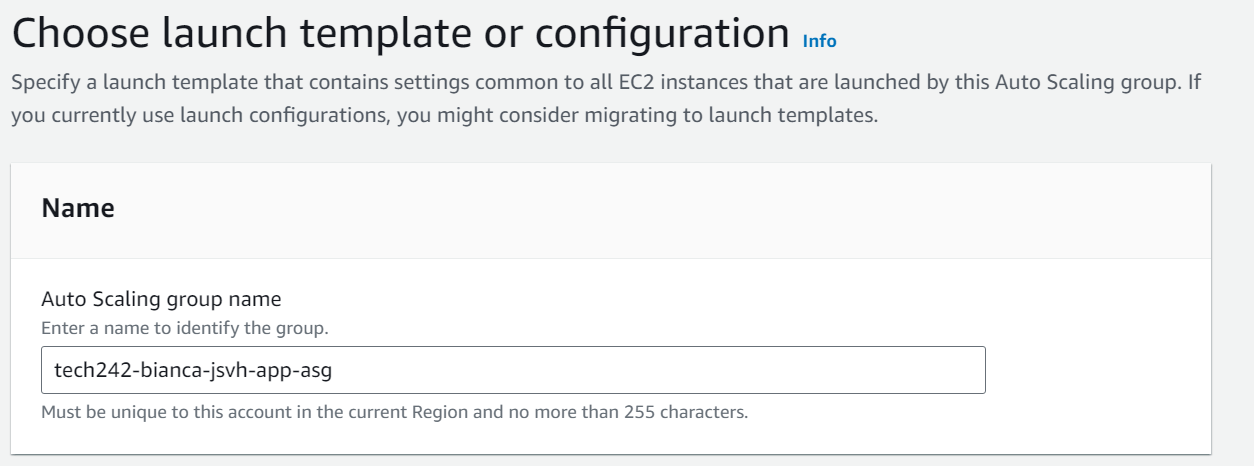 Choose launch template or configuration Info
Specify a launch template that contains settings common to all EC2 instances that are launched by this Auto Scaling group. If
you currently use launch configurations, you might consider migrating to launch templates.
Name
Auto Scaling group name
Enter a name to identify the group.
tech242-bianca-jsvh-app-asg
Must be unique to this account in the current Region and no more than 255 characters.